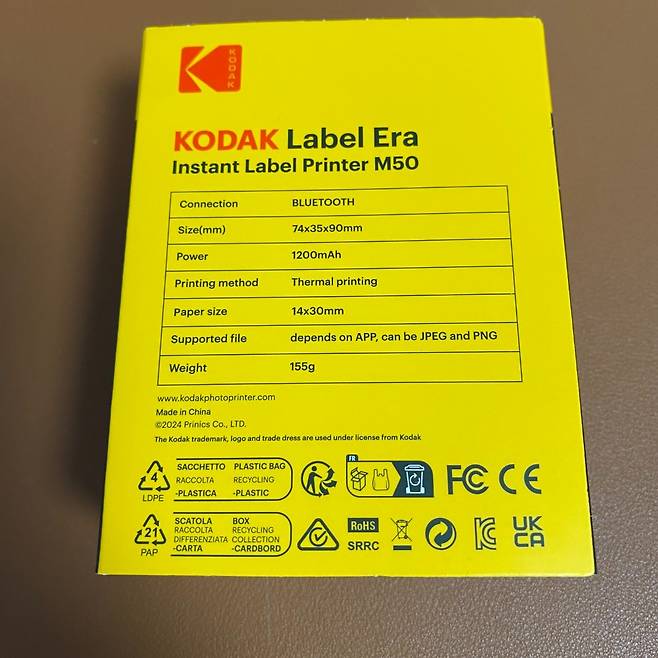 KODAK
KODAK Label Era
Instant Label Printer M50
Connection BLUETOOTH
Size(mm) 74x35x90mm
Power 1200mAh
Printing method Thermal printing
Paper size 14x30mm
Supported file depends on APP, can be JPEG and PNG
Weight 155g
www.kodakphotoprinter.com
Made in China
©2024 Prinics Co., LTD.
The Kodak trademark, logo and trade dress are used under license from Kodak
4
LDPE
SACCHETTO PLASTIC BAG
RACCOLTA RECYCLING
-PLASTICA -PLASTIC
FR
FC CE
21
PAP
SCATOLA BOX
RACCOLTA RECYCLING
DIFFERENZIATA COLLECTION
-CARTA -CARDBORD
RoHS
SRRC
UK
CA